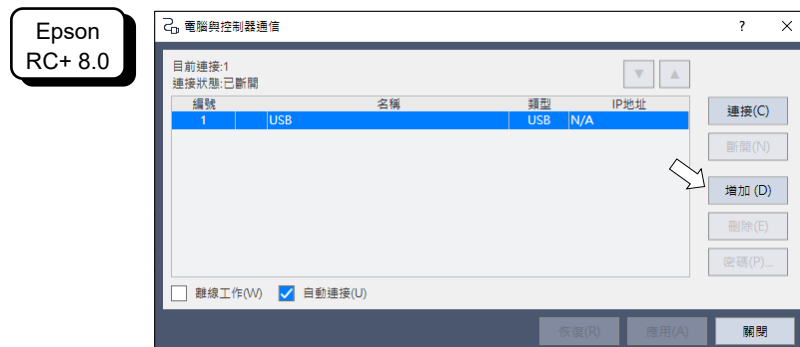 Epson
RC+ 8.0
電腦與控制器通信
?
目前連接:1
連接狀態:已斷開
▼ ▲
編號 名稱 類型 IP地址
1 USB USB N/A
連接(C)
斷開(N)
增加 (D)
刪除(E)
密碼(P)...
離線工作(W) 自動連接(U)
恢復(R) 應用(A) 關閉